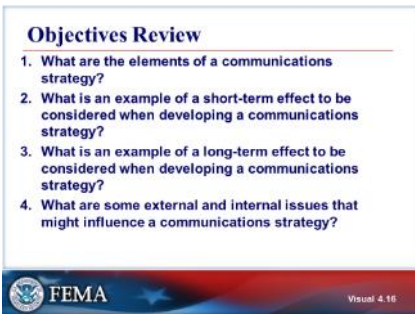 Objectives Review
1. What are the elements of a communications
strategy?
2. What is an example of a short-term effect to be
considered when developing a communications
strategy?
3. What is an example of a long-term effect to be
considered when developing a communications
strategy?
4. What are some external and internal issues that
might influence a communications strategy?
FEMA
Visual 4.16